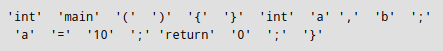 'int' 'main' '(' ')' '{' '}' 'int' 'a' ',' 'b' ';'
'a' '=' '10' ';' 'return' '0' ';' '}'